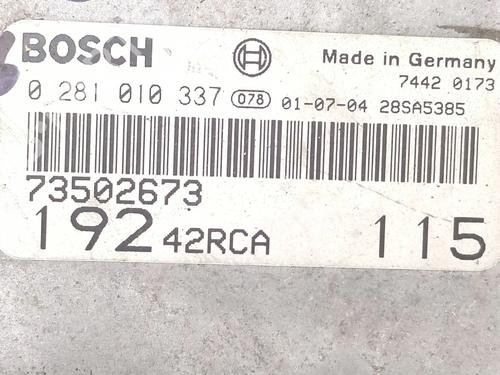 BOSCH
Made in Germany
7442 0173
0 281 010 337 078 01-07-04 28SA5385
73502673
192 42RCA 115